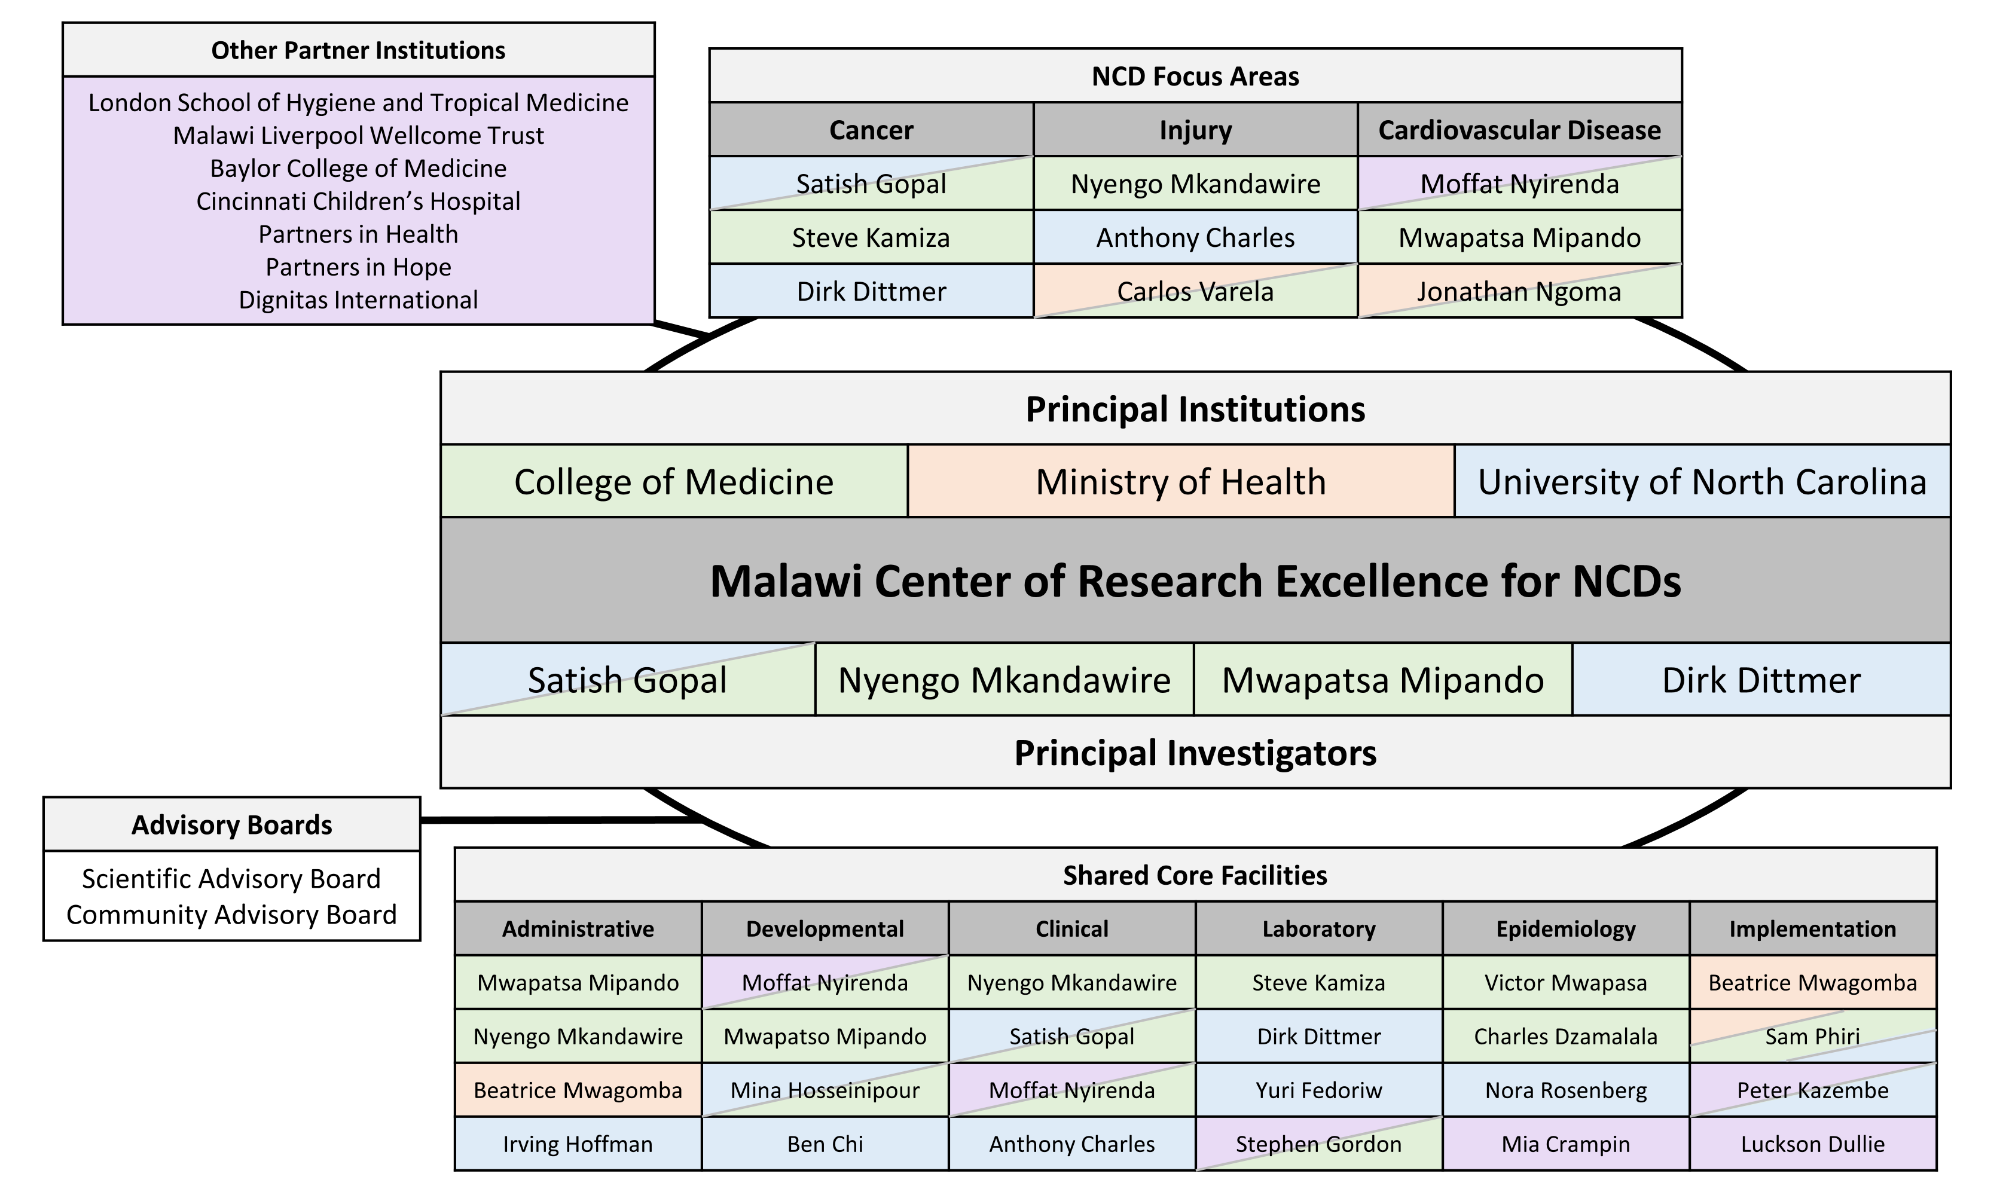 Other Partner Institutions
London School of Hygiene and Tropical Medicine
Malawi Liverpool Wellcome Trust
Baylor College of Medicine
Cincinnati Children’s Hospital
Partners in Health
Partners in Hope
Dignitas International
NCD Focus Areas
Cancer Injury Cardiovascular Disease
Satish Gopal Nyengo Mkandawire Moffat Nyirenda
Steve Kamiza Anthony Charles Mwapatsa Mipando
Dirk Dittmer Carlos Varela Jonathan Ngoma
Principal Institutions
College of Medicine Ministry of Health University of North Carolina
Malawi Center of Research Excellence for NCDs
Satish Gopal Nyengo Mkandawire Mwapatsa Mipando Dirk Dittmer
Principal Investigators
Advisory Boards
Scientific Advisory Board
Community Advisory Board
Shared Core Facilities
Administrative Developmental Clinical Laboratory Epidemiology Implementation
Mwapatsa Mipando Moffat Nyirenda Nyengo Mkandawire Steve Kamiza Victor Mwapasa Beatrice Mwagomba
Nyengo Mkandawire Mwapatso Mipando Satish Gopal Dirk Dittmer Charles Dzamalala Sam Phiri
Beatrice Mwagomba Mina Hosseinipour Moffat Nyirenda Yuri Fedoriw Nora Rosenberg Peter Kazembe
Irving Hoffman Ben Chi Anthony Charles Stephen Gordon Mia Crampin Luckson Dullie